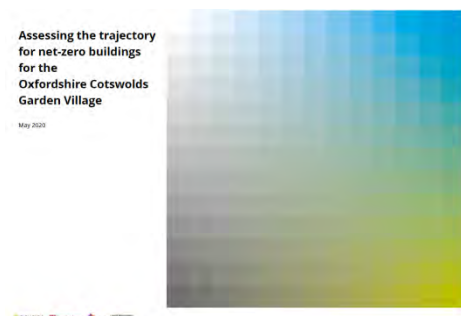 Assessing the trajectory
for net-zero buildings
for the
Oxfordshire Cotswolds
Garden Village
May 2020